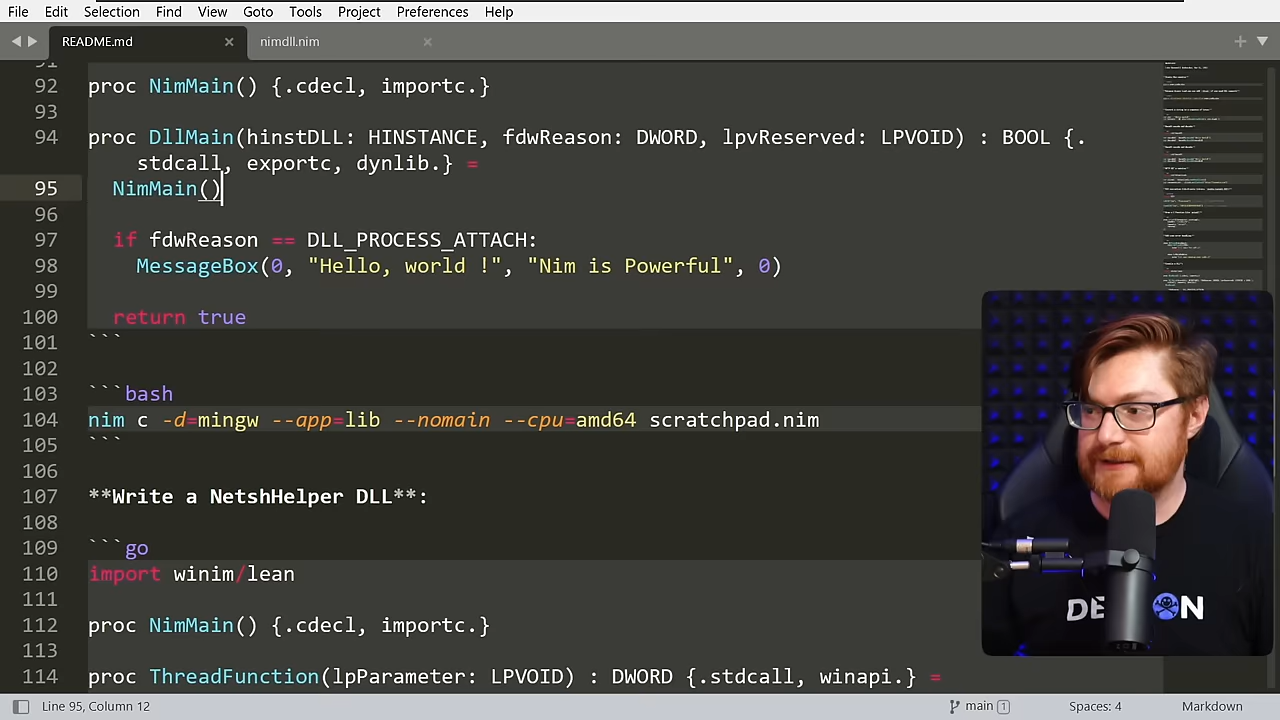 File Edit Selection Find View Goto Tools Project Preferences Help
README.md × nimdll.nim ×
91
92 proc NimMain() {.cdecl, importc.}
93
94 proc DllMain(hinstDLL: HINSTANCE, fdwReason: DWORD, lpvReserved: LPVOID) : BOOL {.
stdcall, exportc, dynlib.} =
95 NimMain()
96
97 if fdwReason == DLL_PROCESS_ATTACH:
98 MessageBox(0, "Hello, world !", "Nim is Powerful", 0)
99
100 return true
101 ```
102
103 ```bash
104 nim c -d=mingw --app=lib --nomain --cpu=amd64 scratchpad.nim
105 ```
106
107 **Write a NetshHelper DLL**:
108
109 ```go
110 import winim/lean
111
112 proc NimMain() {.cdecl, importc.}
113
114 proc ThreadFunction(lpParameter: LPVOID) : DWORD {.stdcall, winapi.} =
Line 95, Column 12 main 1 Spaces: 4 Markdown